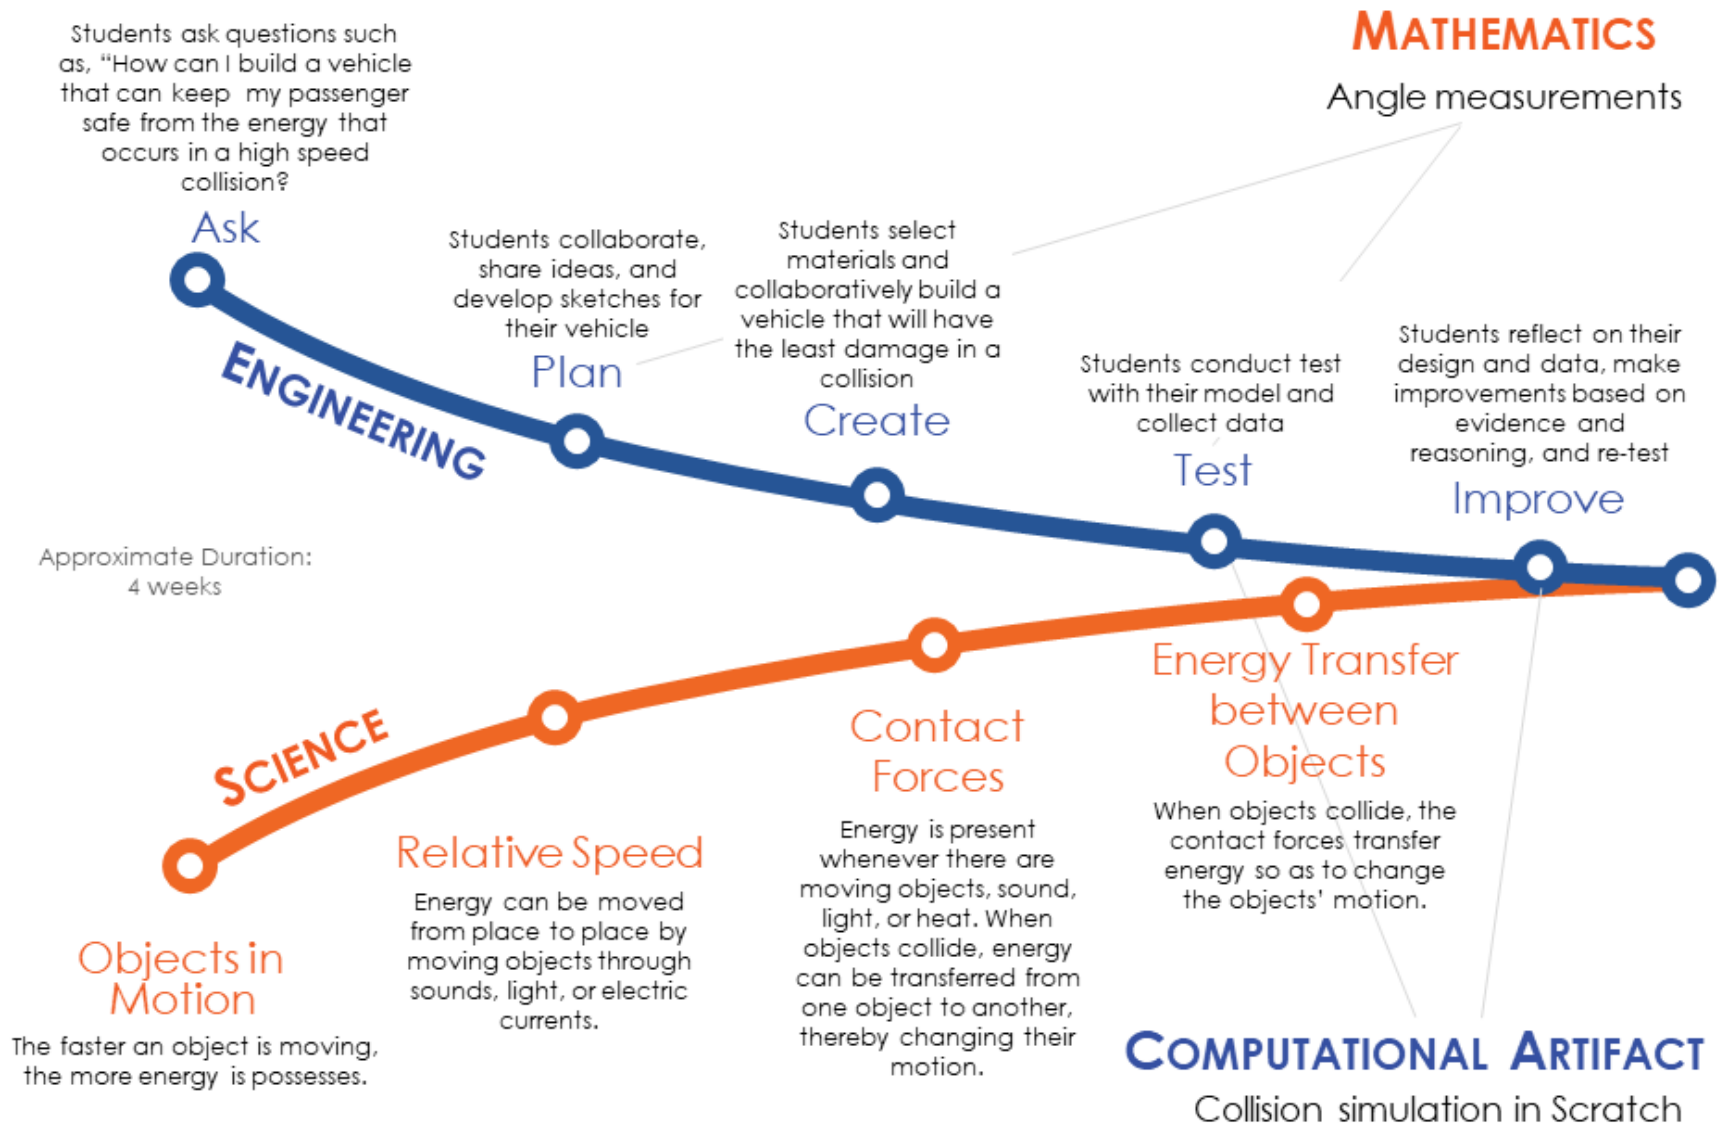 Students ask questions such
as, “How can I build a vehicle
that can keep my passenger
safe from the energy that
occurs in a high speed
collision?
Ask
MATHEMATICS
Angle measurements
Students collaborate,
share ideas, and
develop sketches for
their vehicle
Plan
Students select
materials and
collaboratively build a
vehicle that will have
the least damage in a
collision
Create
Students conduct test
with their model and
collect data
Test
Students reflect on their
design and data, make
improvements based on
evidence and
reasoning, and re-test
Improve
ENGINEERING
Approximate Duration:
4 weeks
SCIENCE
Objects in
Motion
The faster an object is moving,
the more energy is possesses.
Relative Speed
Energy can be moved
from place to place by
moving objects through
sounds, light, or electric
currents.
Contact
Forces
Energy is present
whenever there are
moving objects, sound,
light, or heat. When
objects collide, energy
can be transferred from
one object to another,
thereby changing their
motion.
Energy Transfer
between
Objects
When objects collide, the
contact forces transfer
energy so as to change
the objects’ motion.
COMPUTATIONAL ARTIFACT
Collision simulation in Scratch